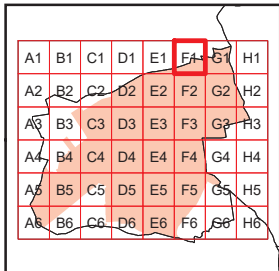 A1 B1 C1 D1 E1 F1 G1 H1
A2 B2 C2 D2 E2 F2 G2 H2
A3 B3 C3 D3 E3 F3 G3 H3
A4 B4 C4 D4 E4 F4 G4 H4
A5 B5 C5 D5 E5 F5 G5 H5
A6 B6 C6 D6 E6 F6 G6 H6